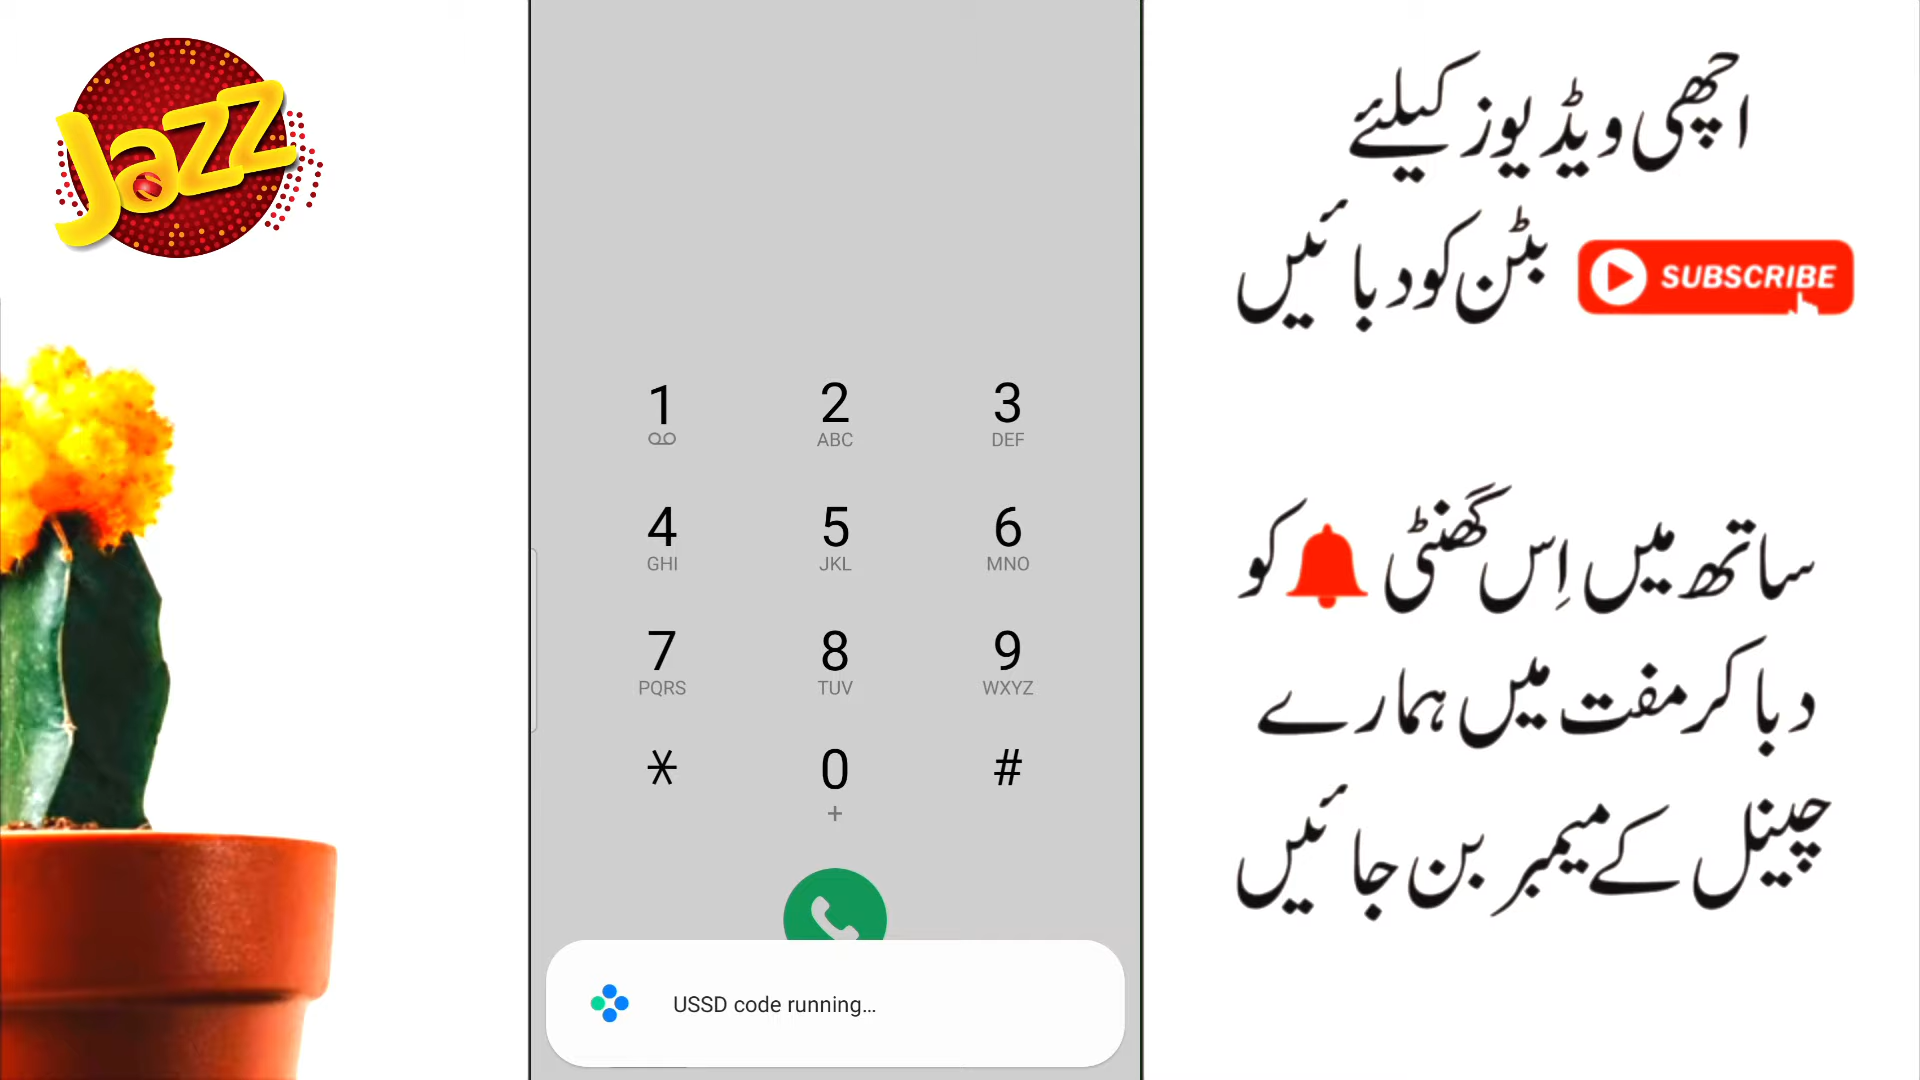 Jazz
1
2
ABC
3
DEF
4
GHI
5
JKL
6
MNO
7
PQRS
8
TUV
9
WXYZ
*
0
+
#
USSD code running...
اچھی ویڈیوز کیلئے
SUBSCRIBE بٹن کو دبائیں
ساتھ میں اِس گھنٹی کو
دبا کر مفت میں ہمارے
چینل کے میمبر بن جائیں